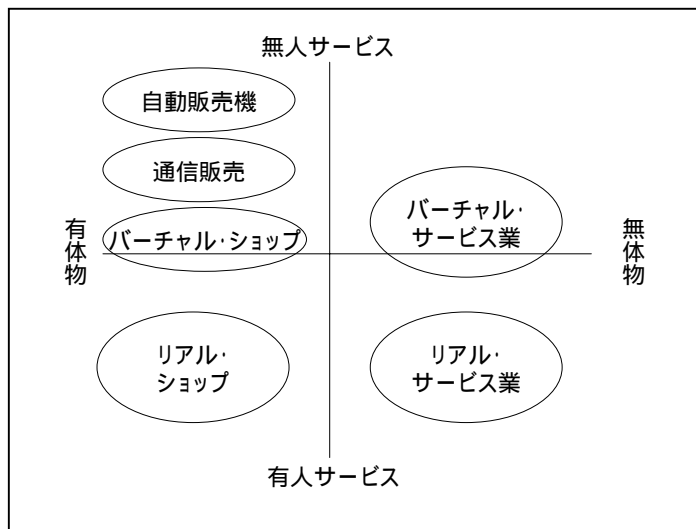 無人サービス
自動販売機
通信販売
バーチャル・ショップ
バーチャル・
サービス業
有体物
無体物
リアル・
ショップ
リアル・
サービス業
有人サービス